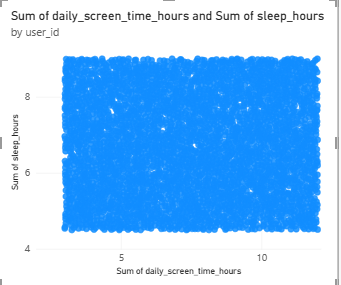 Sum of daily_screen_time_hours and Sum of sleep_hours
by user_id
Sum of sleep_hours
8
6
4
5
10
Sum of daily_screen_time_hours